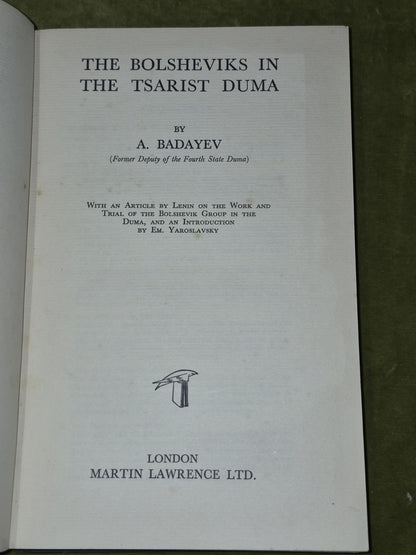 THE BOLSHEVIKS IN
THE TSARIST DUMA
BY
A. BADAYEV
(Former Deputy of the Fourth State Duma)
WITH AN ARTICLE BY LENIN ON THE WORK AND
TRIAL OF THE BOLSHEVIK GROUP IN THE
DUMA, AND AN INTRODUCTION
BY EM. YAROSLAVSKY
LONDON
MARTIN LAWRENCE LTD.